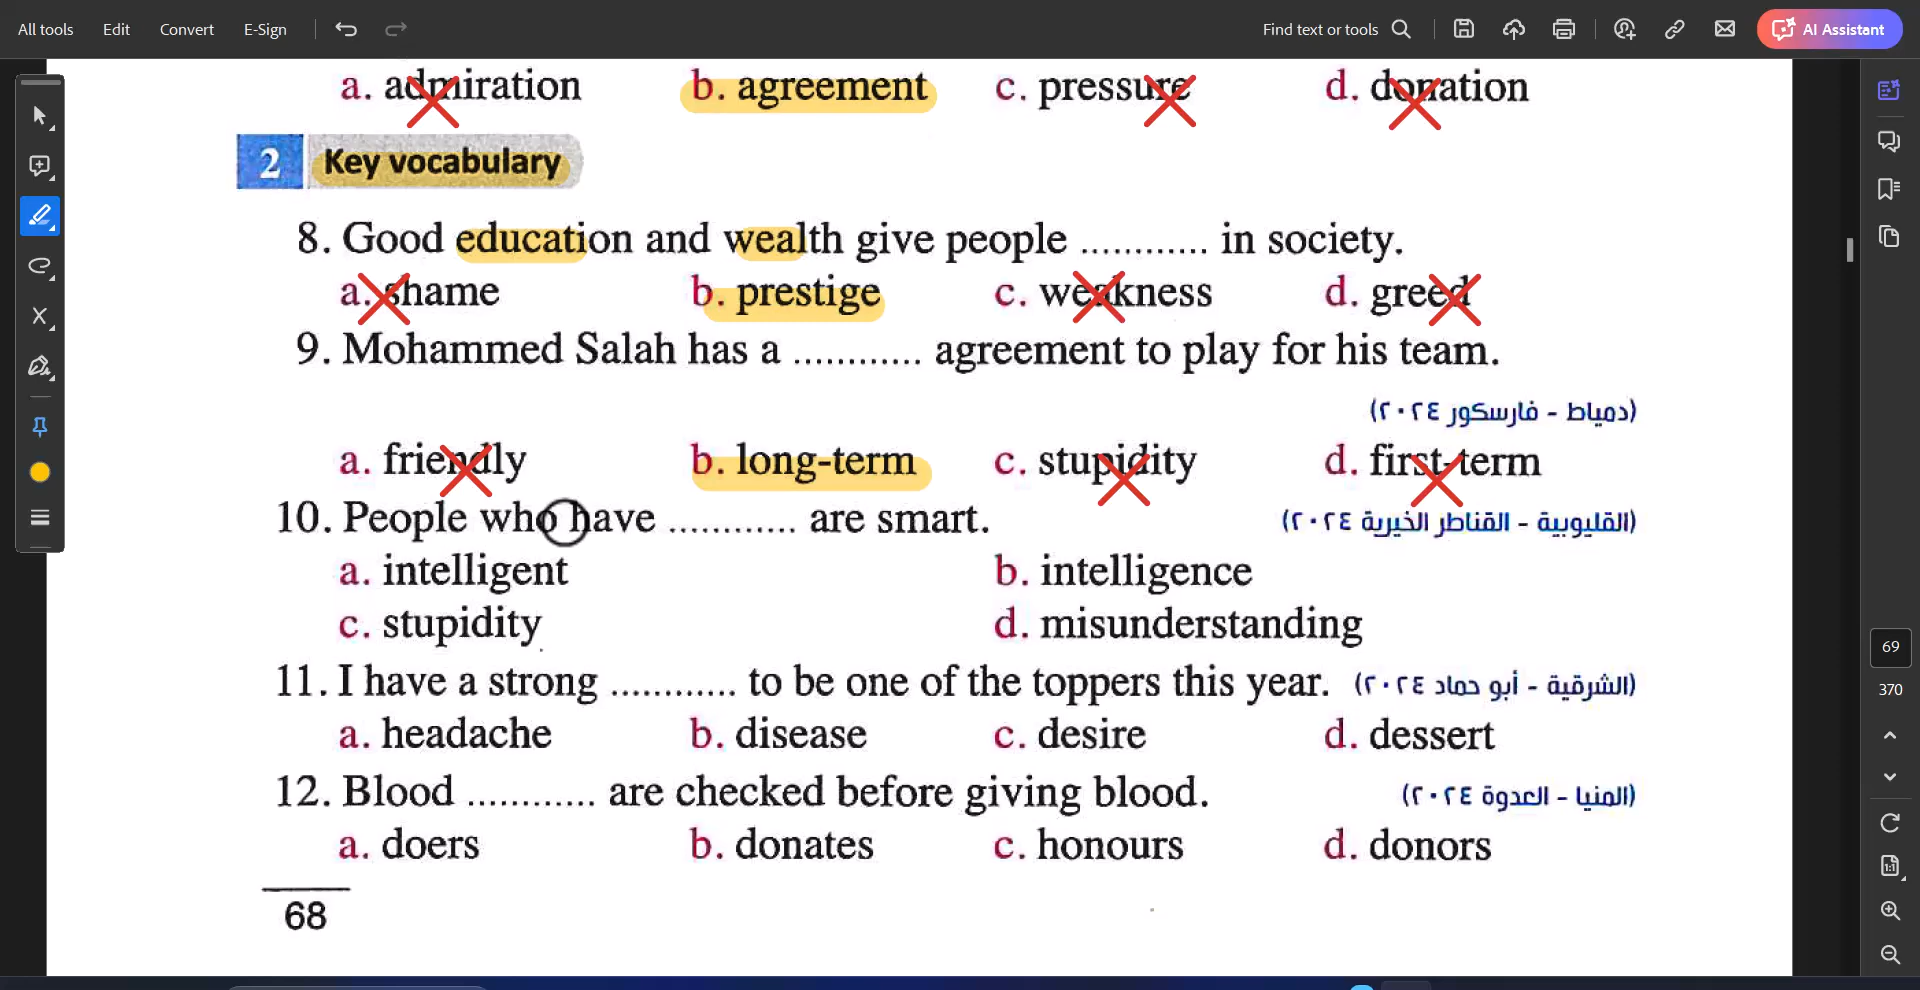 All tools Edit Convert E-Sign Find text or tools AI Assistant
a. admiration b. agreement c. pressure d. donation
2 Key vocabulary
8. Good education and wealth give people ............ in society.
a. shame b. prestige c. weakness d. greed
9. Mohammed Salah has a ............ agreement to play for his team.
(دمياط - فارسكور ٢٠٢٤)
a. friendly b. long-term c. stupidity d. first-term
10. People who have ............ are smart. (القليوبية - القناطر الخيرية ٢٠٢٤)
a. intelligent b. intelligence
c. stupidity d. misunderstanding
11. I have a strong ............ to be one of the toppers this year. (الشرقية - أبو حماد ٢٠٢٤)
a. headache b. disease c. desire d. dessert
12. Blood ............ are checked before giving blood. (المنيا - العدوة ٢٠٢٤)
a. doers b. donates c. honours d. donors
68
69
370